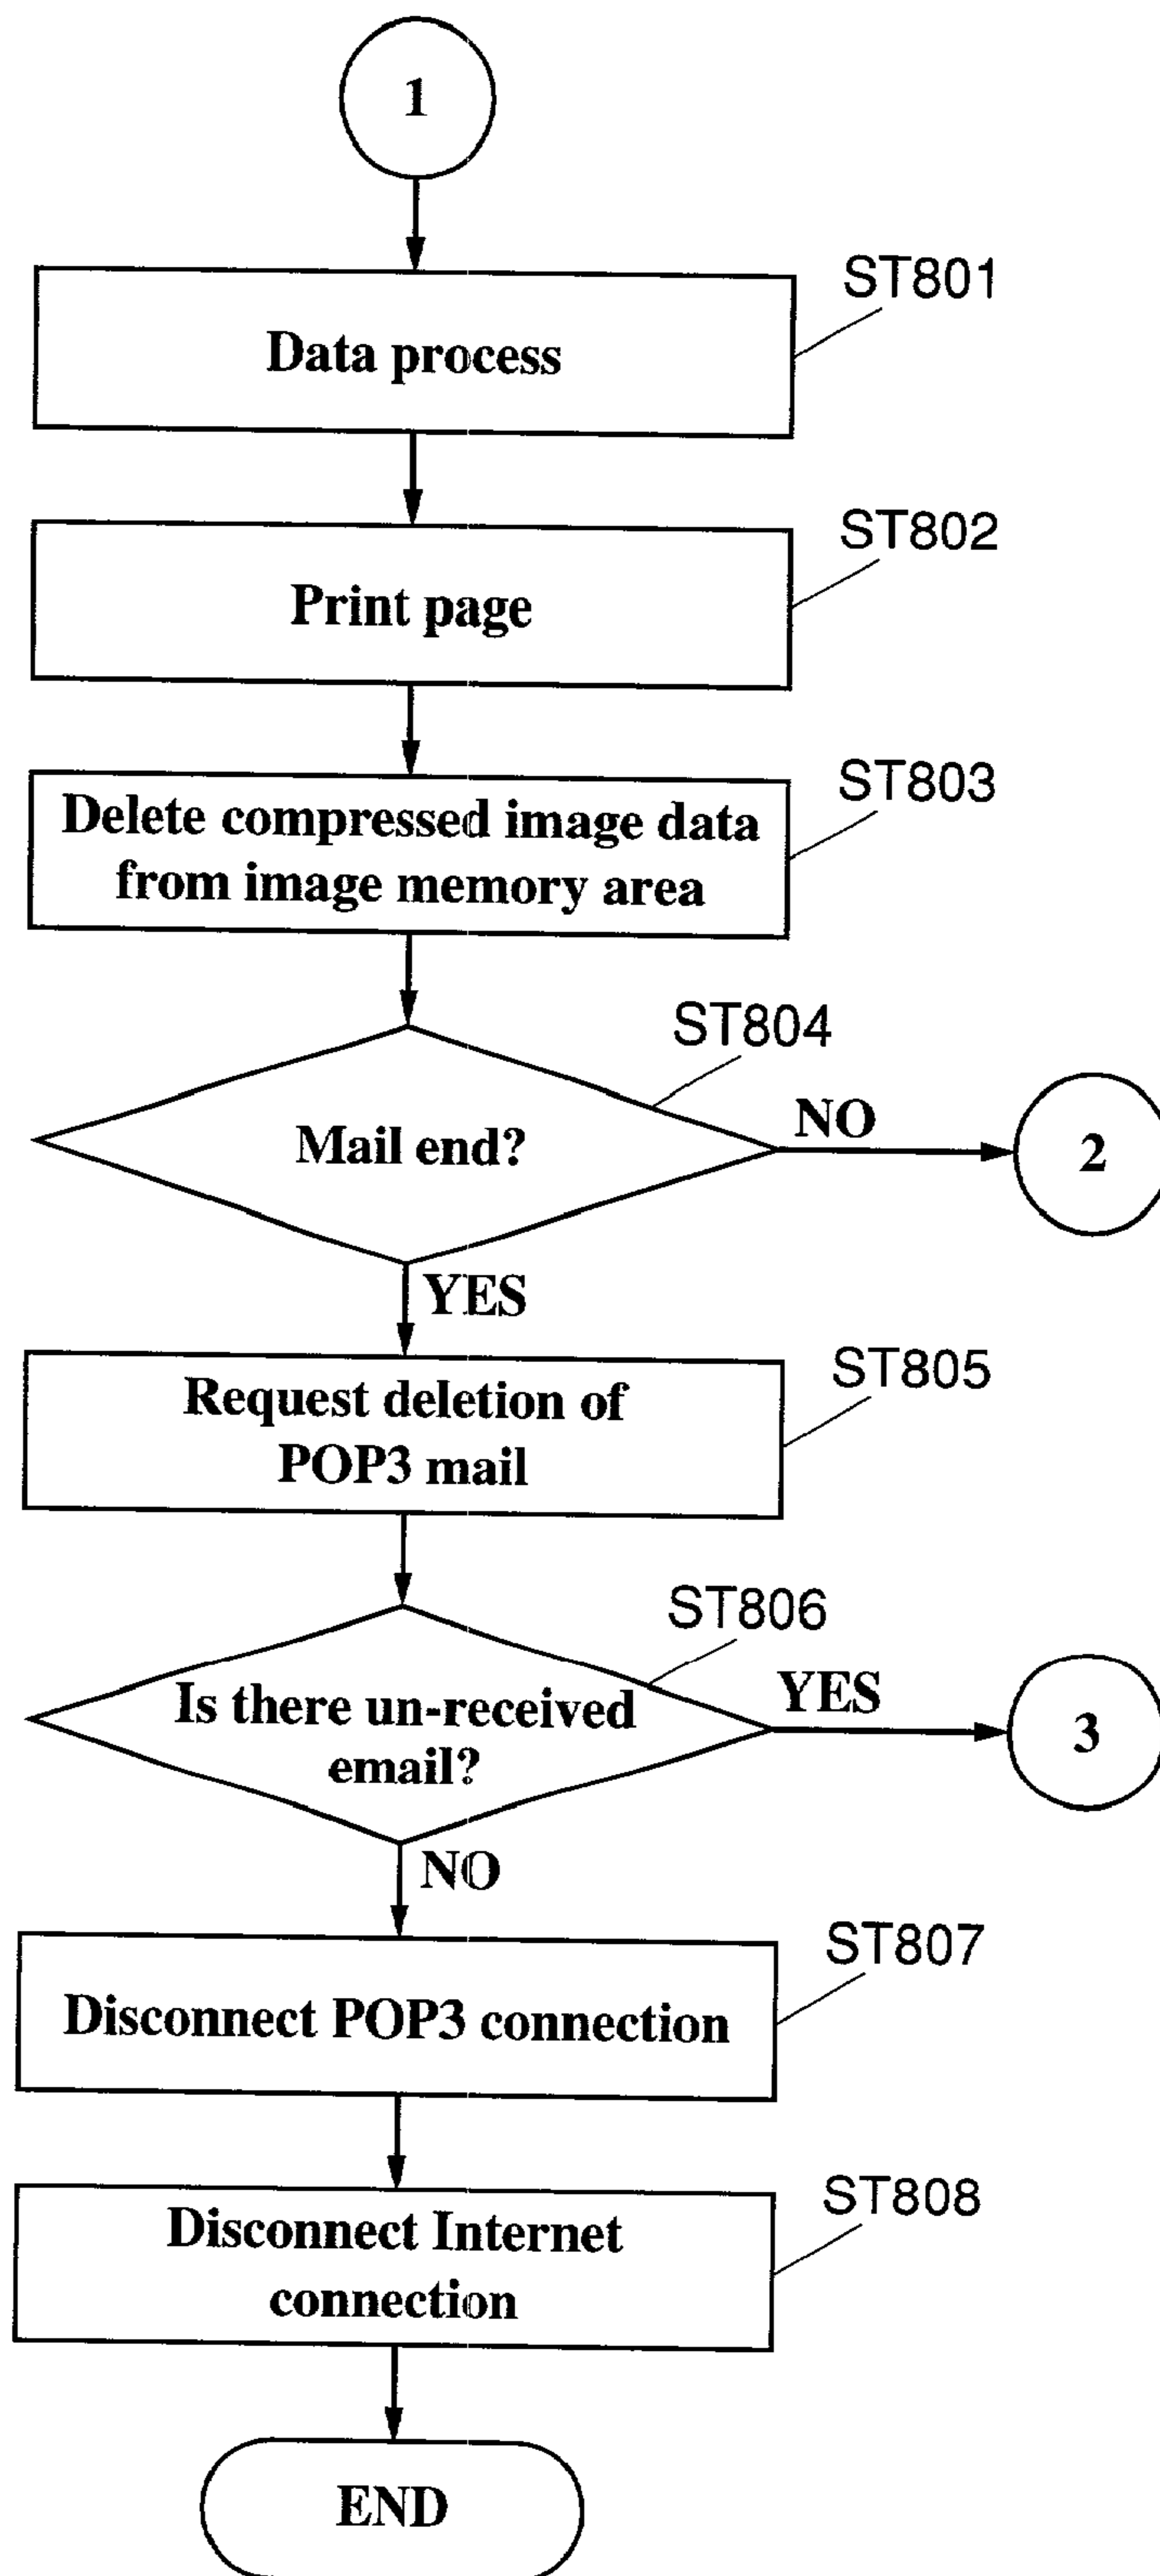 1
ST801
Data process
ST802
Print page
ST803
Delete compressed image data
from image memory area
ST804
Mail end?
NO
2
YES
ST805
Request deletion of
POP3 mail
ST806
Is there un-received
email?
YES
3
NO
ST807
Disconnect POP3 connection
ST808
Disconnect Internet
connection
END